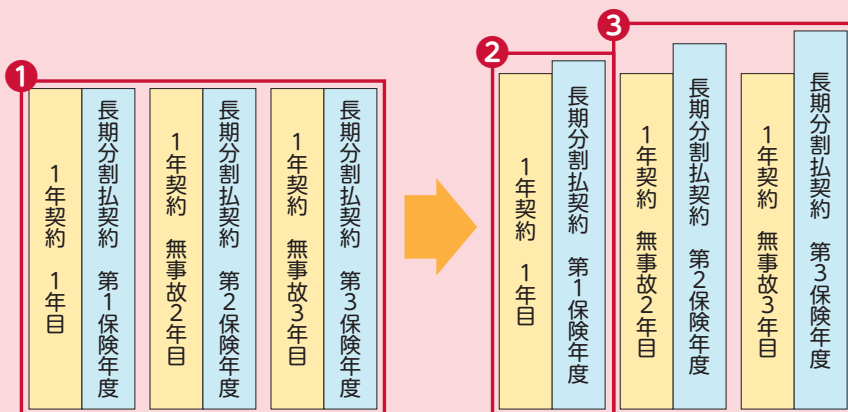 1
1年契約 1年目
長期分割払契約 第1保険年度
1年契約 無事故2年目
長期分割払契約 第2保険年度
1年契約 無事故3年目
長期分割払契約 第3保険年度
2
1年契約 1年目
長期分割払契約 第1保険年度
3
1年契約 無事故2年目
長期分割払契約 第2保険年度
1年契約 無事故3年目
長期分割払契約 第3保険年度